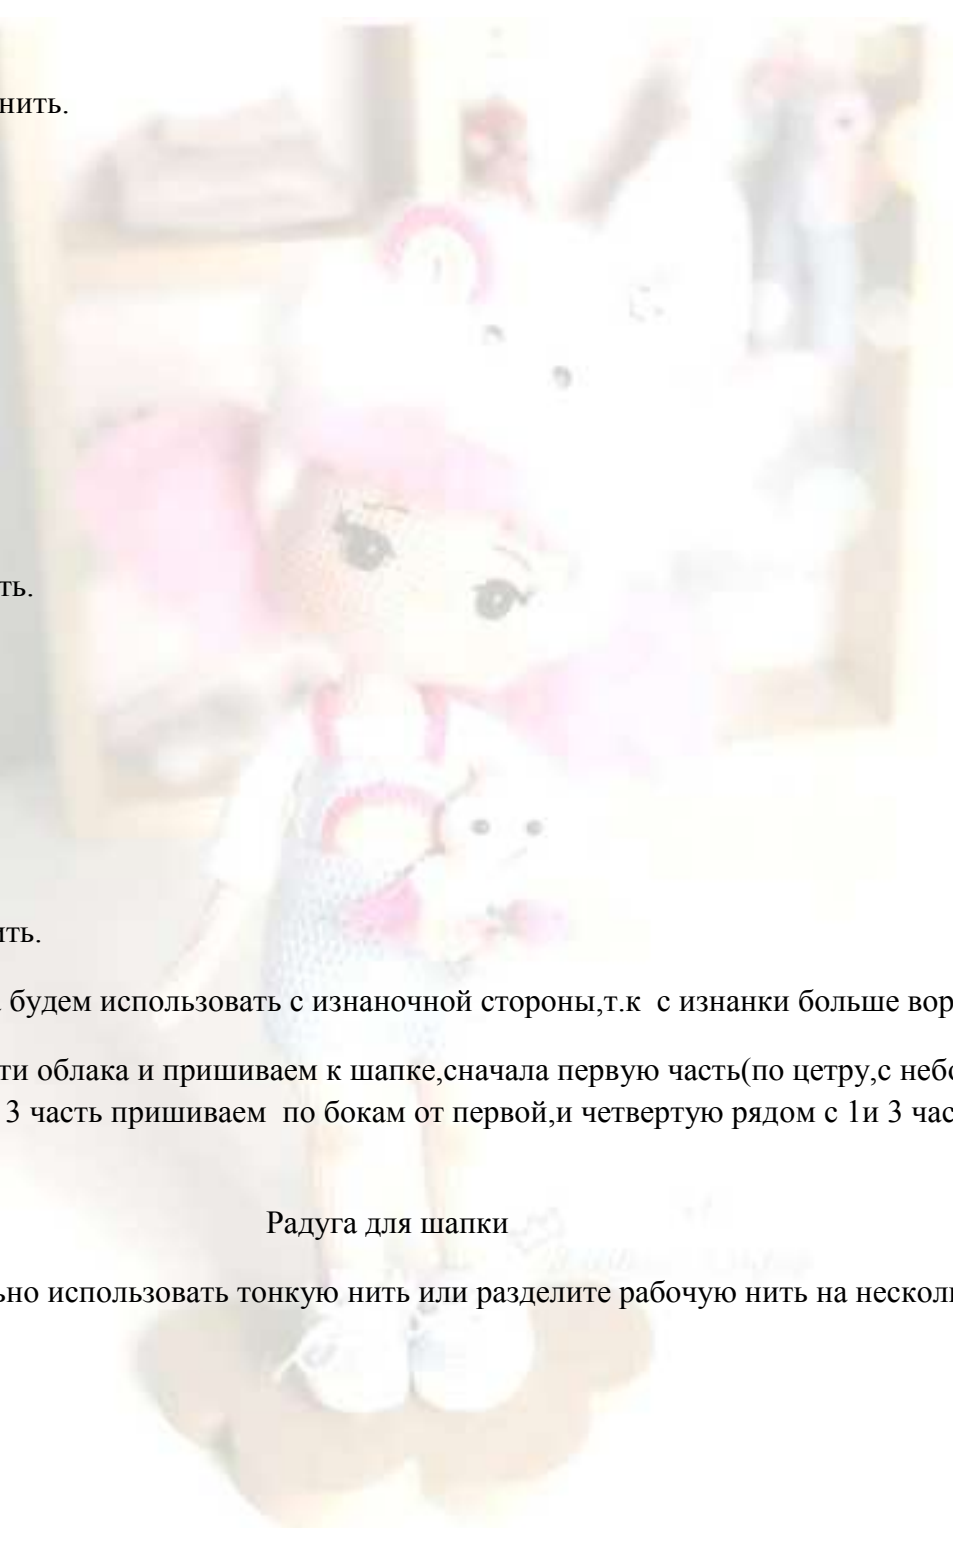 нить.
ть.
ить.
будем использовать с изнаночной стороны,т.к  с изнанки больше вор
ти облака и пришиваем к шапке,сначала первую часть(по цетру,с небо
3 часть пришиваем  по бокам от первой,и четвертую рядом с 1и 3 час
Радуга для шапки
ьно использовать тонкую нить или разделите рабочую нить на нескол